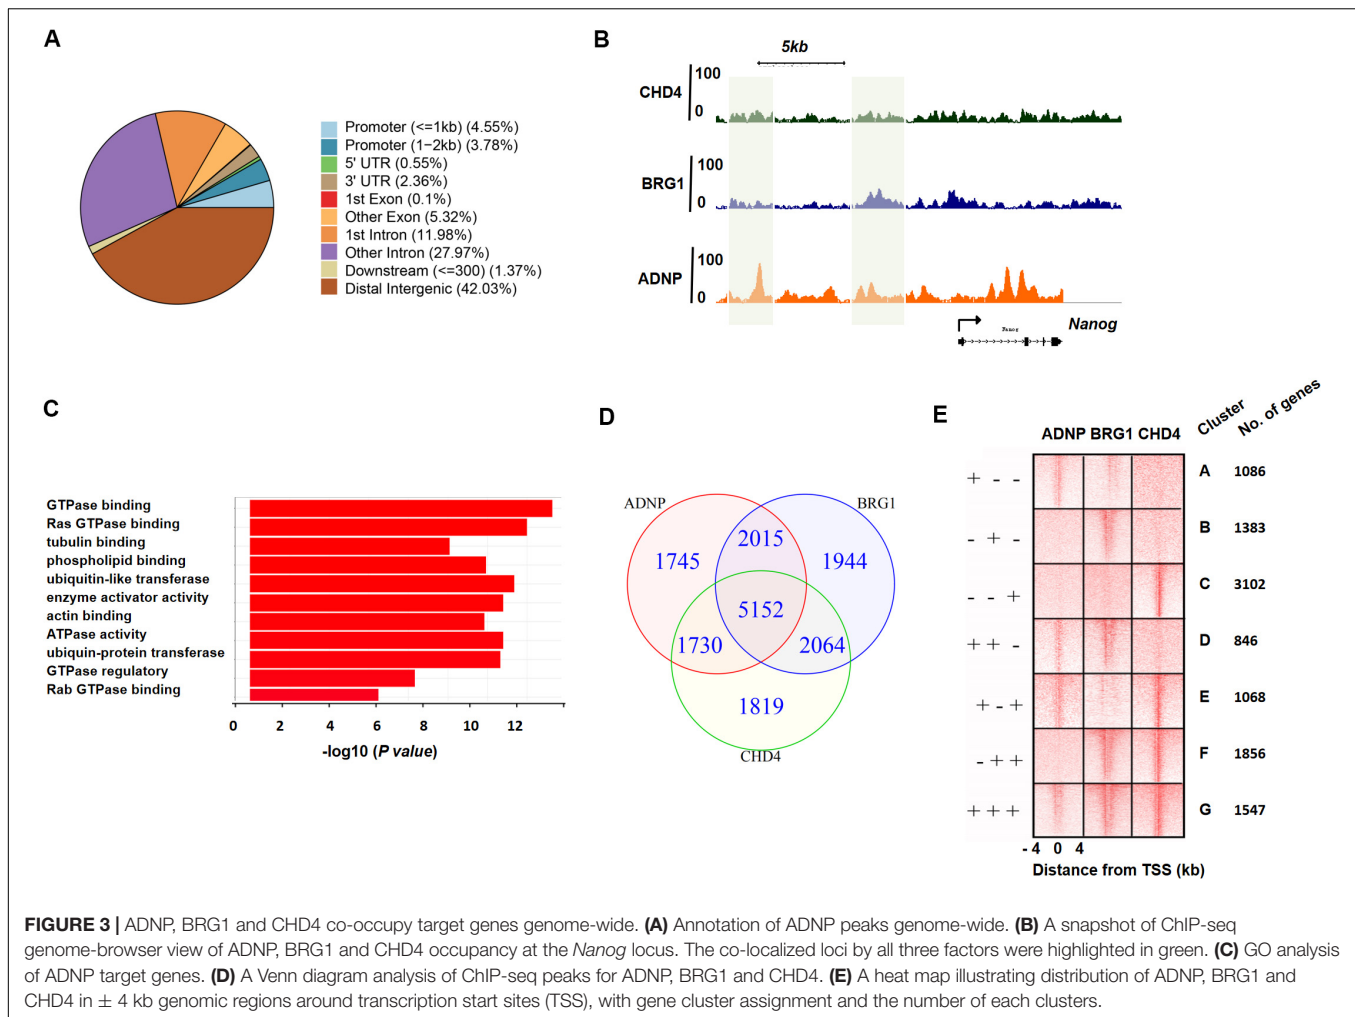 A
Promoter (<=1kb) (4.55%)
Promoter (1-2kb) (3.78%)
5' UTR (0.55%)
3' UTR (2.36%)
1st Exon (0.1%)
Other Exon (5.32%)
1st Intron (11.98%)
Other Intron (27.97%)
Downstream (<=300) (1.37%)
Distal Intergenic (42.03%)
B
5kb
CHD4
100
0
BRG1
100
0
ADNP
100
0
Nanog
Nanog
C
GTPase binding
Ras GTPase binding
tubulin binding
phospholipid binding
ubiquitin-like transferase
enzyme activator activity
actin binding
ATPase activity
ubiquin-protein transferase
GTPase regulatory
Rab GTPase binding
0 2 4 6 8 10 12
-log10 (P value)
D
ADNP
BRG1
2015
1745
1944
5152
1730
2064
1819
CHD4
E
ADNP BRG1 CHD4
Cluster
No. of genes
+ - - A 1086
- + - B 1383
- - + C 3102
+ + - D 846
+ - + E 1068
- + + F 1856
+ + + G 1547
-4 0 4
Distance from TSS (kb)
FIGURE 3 | ADNP, BRG1 and CHD4 co-occupy target genes genome-wide. (A) Annotation of ADNP peaks genome-wide. (B) A snapshot of ChIP-seq
genome-browser view of ADNP, BRG1 and CHD4 occupancy at the Nanog locus. The co-localized loci by all three factors were highlighted in green. (C) GO analysis
of ADNP target genes. (D) A Venn diagram analysis of ChIP-seq peaks for ADNP, BRG1 and CHD4. (E) A heat map illustrating distribution of ADNP, BRG1 and
CHD4 in ± 4 kb genomic regions around transcription start sites (TSS), with gene cluster assignment and the number of each clusters.